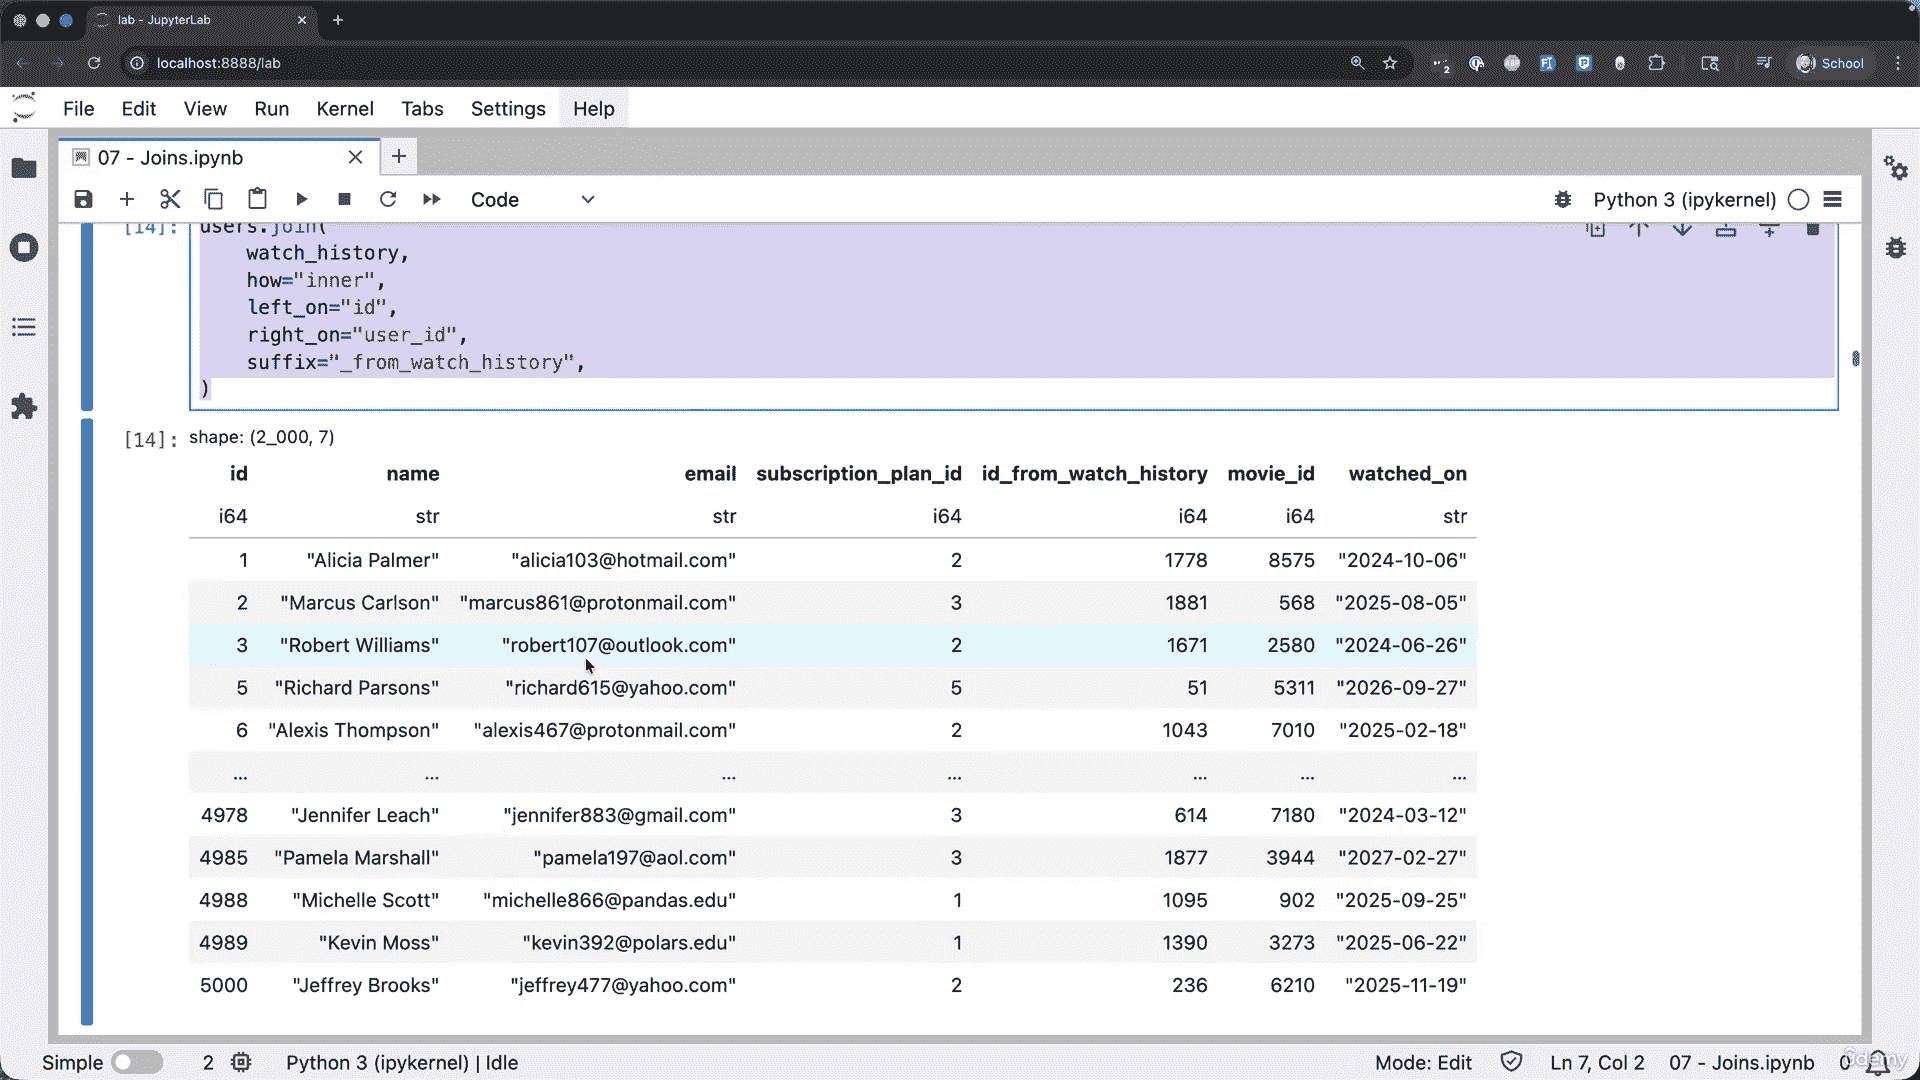 lab - JupyterLab
localhost:8888/lab
2
ABP
School
File Edit View Run Kernel Tabs Settings Help
07 - Joins.ipynb
Code
Python 3 (ipykernel)
[14]: users.join(
watch_history,
how="inner",
left_on="id",
right_on="user_id",
suffix="_from_watch_history",
)
[14]: shape: (2_000, 7)
id name email subscription_plan_id id_from_watch_history movie_id watched_on
i64 str str i64 i64 i64 str
1 "Alicia Palmer" "alicia103@hotmail.com" 2 1778 8575 "2024-10-06"
2 "Marcus Carlson" "marcus861@protonmail.com" 3 1881 568 "2025-08-05"
3 "Robert Williams" "robert107@outlook.com" 2 1671 2580 "2024-06-26"
5 "Richard Parsons" "richard615@yahoo.com" 5 51 5311 "2026-09-27"
6 "Alexis Thompson" "alexis467@protonmail.com" 2 1043 7010 "2025-02-18"
... ... ... ... ... ... ...
4978 "Jennifer Leach" "jennifer883@gmail.com" 3 614 7180 "2024-03-12"
4985 "Pamela Marshall" "pamela197@aol.com" 3 1877 3944 "2027-02-27"
4988 "Michelle Scott" "michelle866@pandas.edu" 1 1095 902 "2025-09-25"
4989 "Kevin Moss" "kevin392@polars.edu" 1 1390 3273 "2025-06-22"
5000 "Jeffrey Brooks" "jeffrey477@yahoo.com" 2 236 6210 "2025-11-19"
Simple 2 Python 3 (ipykernel) | Idle Mode: Edit Ln 7, Col 2 07 - Joins.ipynb 0
Udemy